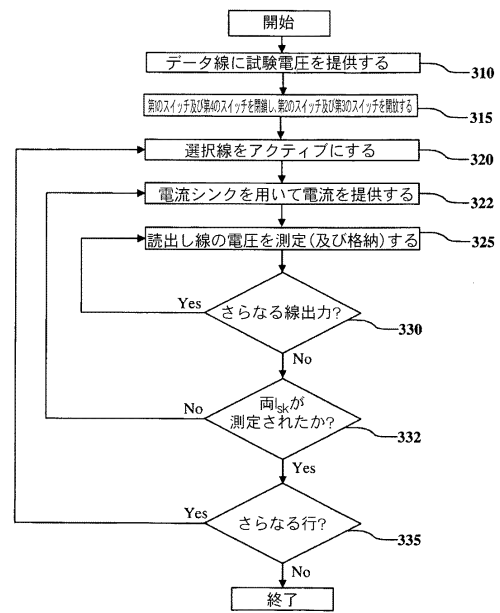 開始
データ線に試験電圧を提供する
310
第1のスイッチ及び第4のスイッチを閉鎖し、第2のスイッチ及び第3のスイッチを開放する
315
選択線をアクティブにする
320
電流シンクを用いて電流を提供する
322
読出し線の電圧を測定(及び格納)する
325
Yes
さらなる線出力?
330
No
No
両Iskが
測定されたか?
332
Yes
Yes
さらなる行?
335
No
終了